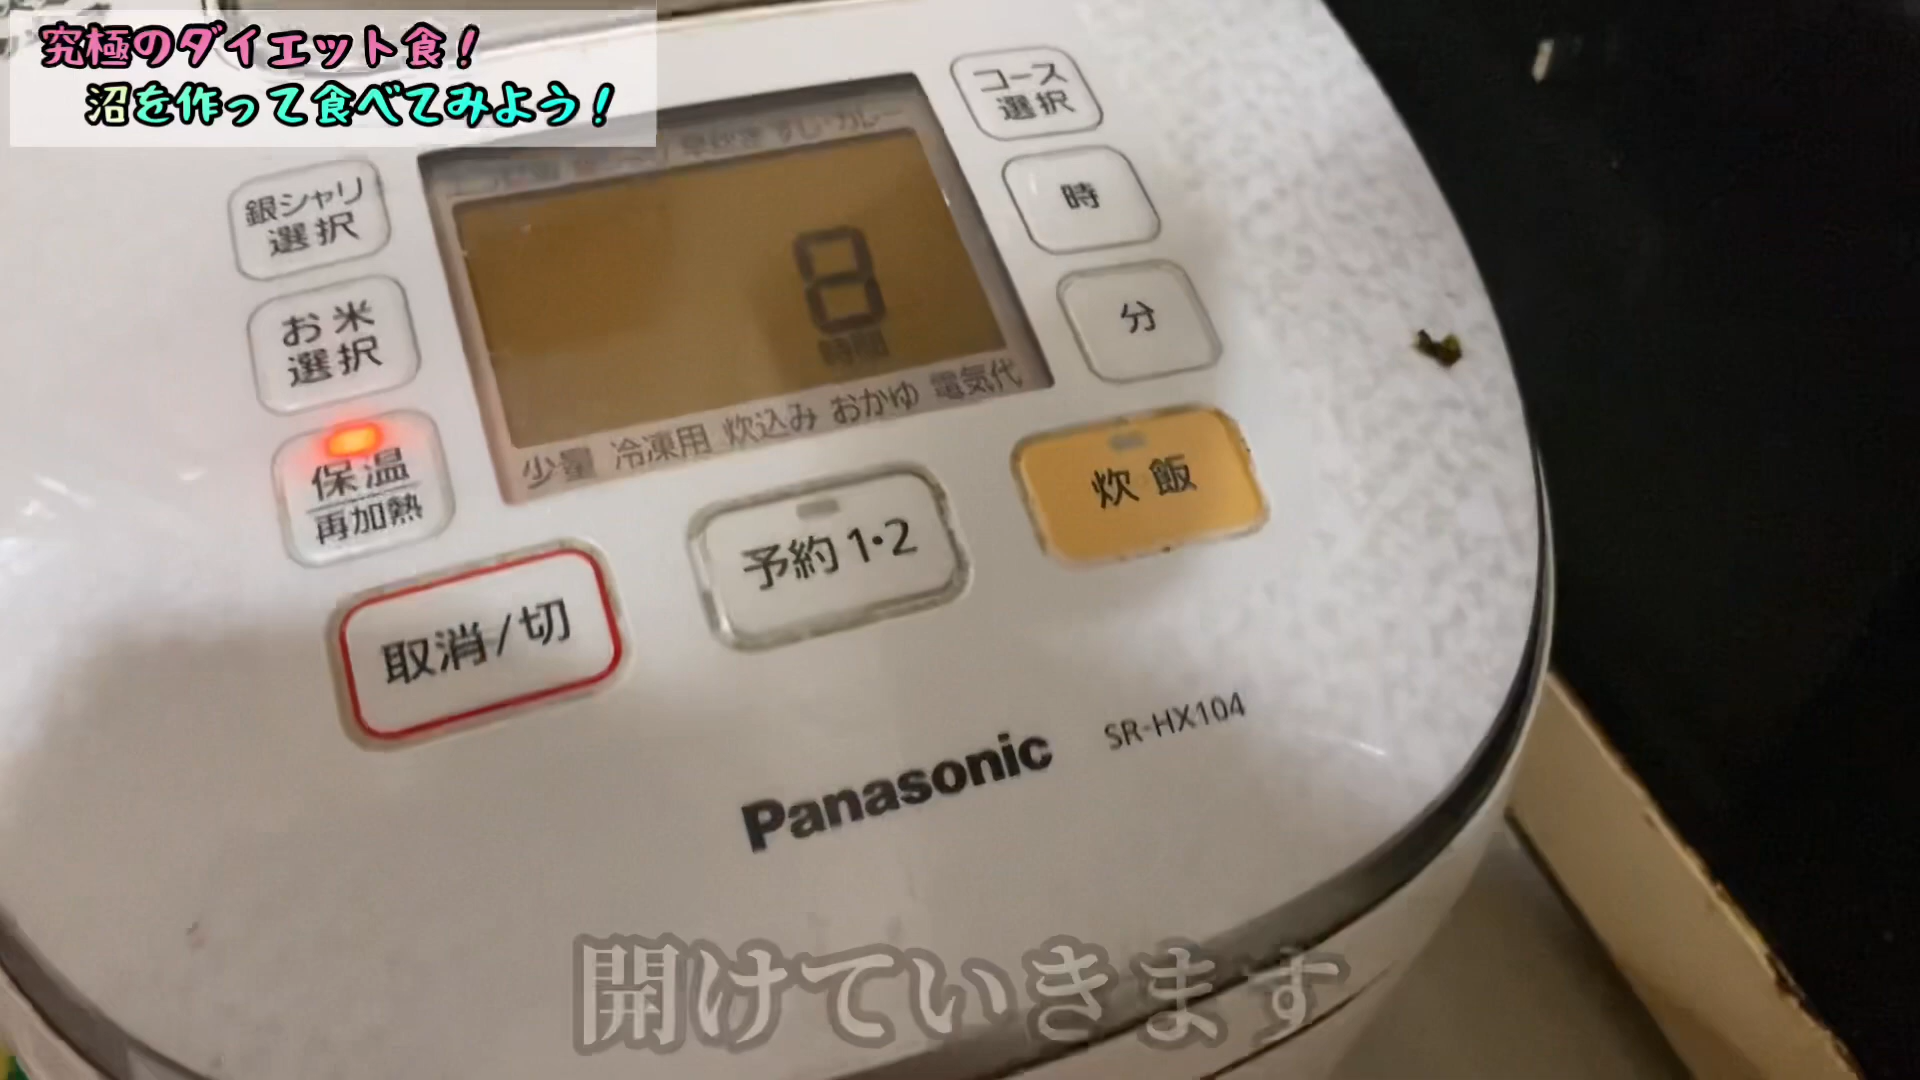 究極のダイエット食！
沼を作って食べてみよう！
コース
選択
銀シャリ
選択
時
8
時間
お米
選択
分
少量 冷凍用 炊込み おかゆ 電気代
保温
再加熱
炊飯
予約1・2
取消/切
Panasonic
SR-HX104
開けていきます